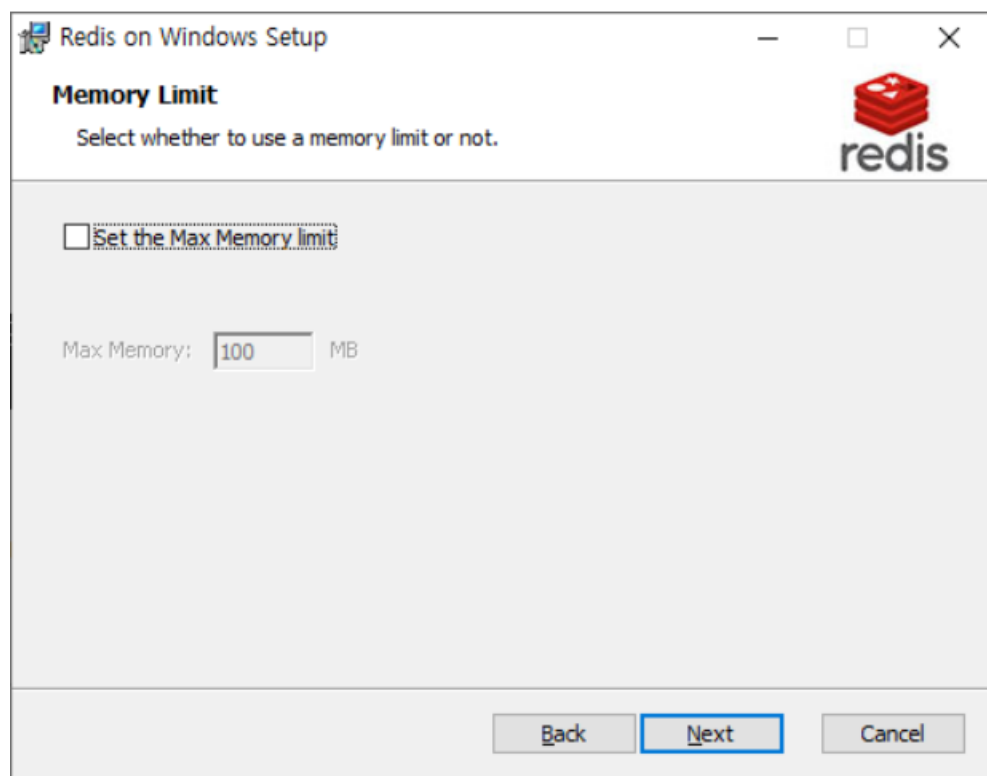 Redis on Windows Setup
Memory Limit
Select whether to use a memory limit or not.
redis
Set the Max Memory limit
Max Memory: 100 MB
Back Next Cancel